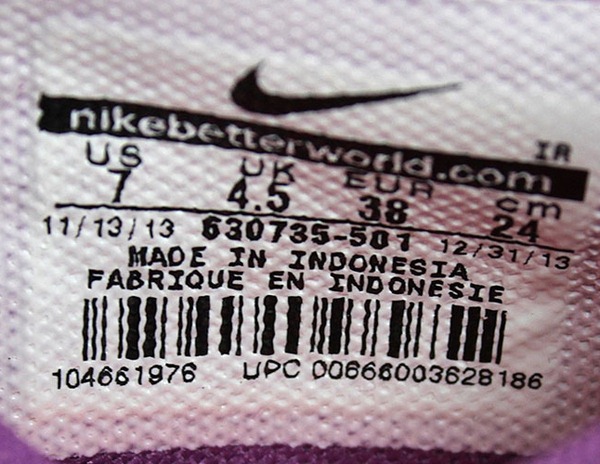 nikebetterworld.com
IA
US UK EUR cm
7 4.5 38 24
11/13/13 630735-501 12/31/13
MADE IN INDONESIA
FABRIQUE EN INDONESIE
104661976 UPC 00666003628186